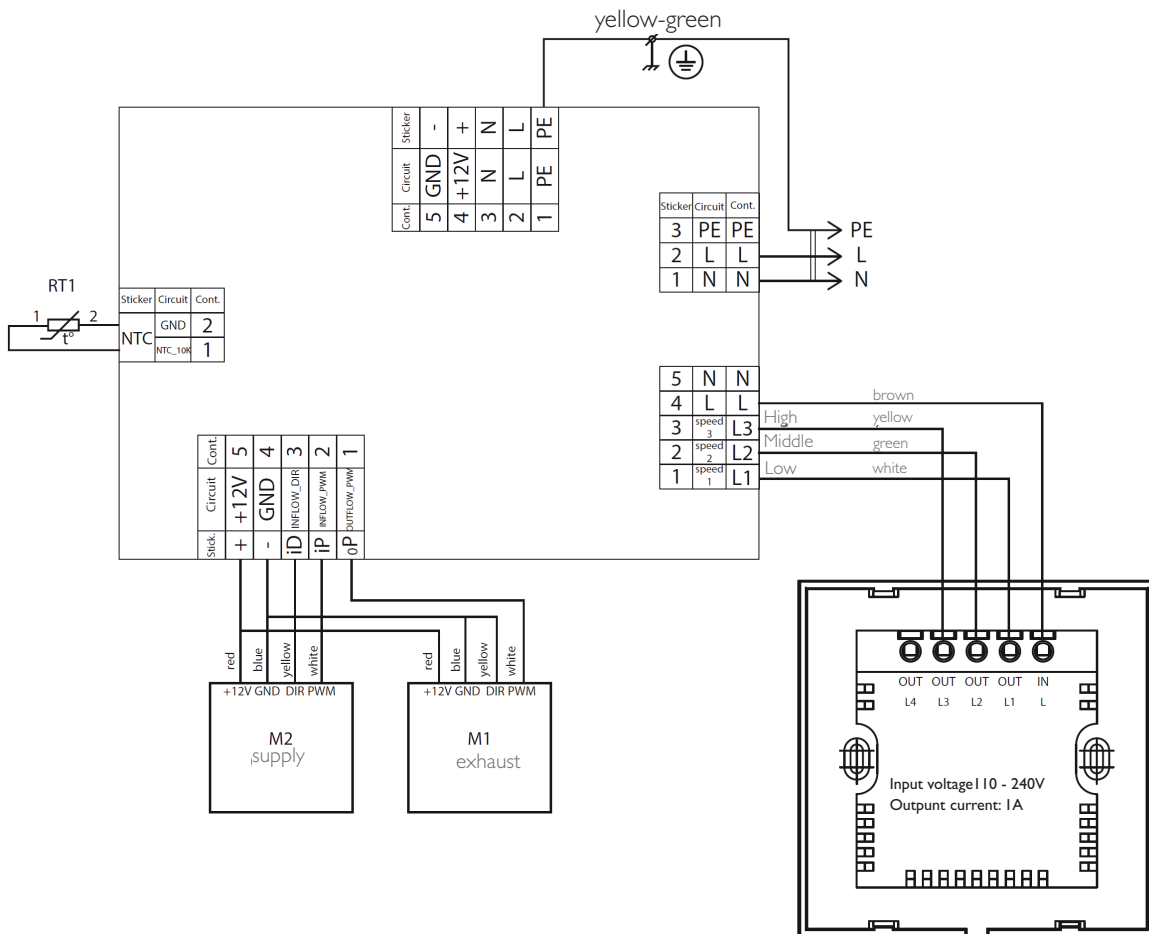 yellow-green
Sticker - + N L PE
Circuit GND +12V N L PE
Cont. 5 4 3 2 1
Sticker Circuit Cont.
3 PE PE
2 L L
1 N N
PE
L
N
RT1
1 2
t°
Sticker Circuit Cont.
NTC GND 2
NTC_10K 1
5 N N
4 L L
3 speed 3 L3
2 speed 2 L2
1 speed 1 L1
brown
High yellow
Middle green
Low white
Cont. 5 4 3 2 1
Circuit +12V GND INFLOW_DIR INFLOW_PWM OUTFLOW_PWM
Stick. + - iD iP oP
red blue yellow white
red blue yellow white
+12V GND DIR PWM
M2
supply
+12V GND DIR PWM
M1
exhaust
OUT OUT OUT OUT IN
L4 L3 L2 L1 L
Input voltage110 - 240V
Outpunt current: 1A